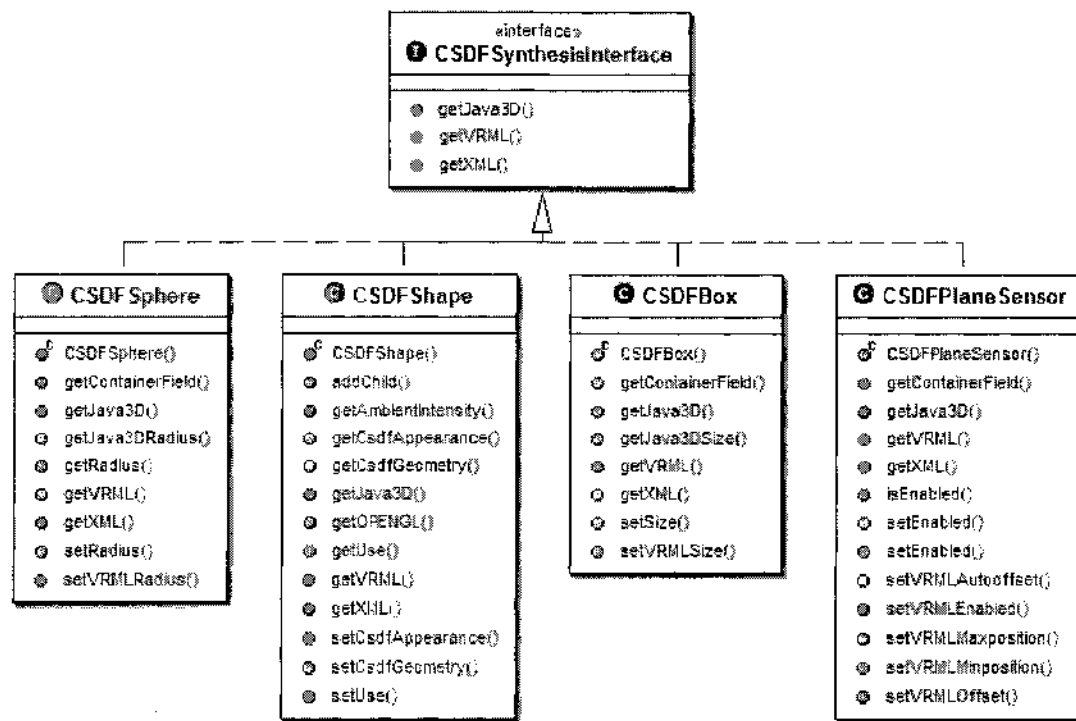 «interface»
I CSDFSynthesisInterface
getJava3D()
getVRML()
getXML()
CSDFSphere
C CSDFSphere()
getContainerField()
getJava3D()
getJava3DRadius()
getRadius()
getVRML()
getXML()
setRadius()
setVRMLRadius()
C CSDFShape
C CSDFShape()
addChild()
getAmbientIntensity()
getCsdfAppearance()
getCsdfGeometry()
getJava3D()
getOPENGL()
getUse()
getVRML()
getXML()
setCsdfAppearance()
setCsdfGeometry()
setUse()
C CSDFBox
C CSDFBox()
getContainerField()
getJava3D()
getJava3DSize()
getVRML()
getXML()
setSize()
setVRMLSize()
C CSDFPlaneSensor
C CSDFPlaneSensor()
getContainerField()
getJava3D()
getVRML()
getXML()
isEnabled()
setEnabled()
setEnabled()
setVRMLAutooffset()
setVRMLEnabled()
setVRMLMaxposition()
setVRMLMinposition()
setVRMLOffset()